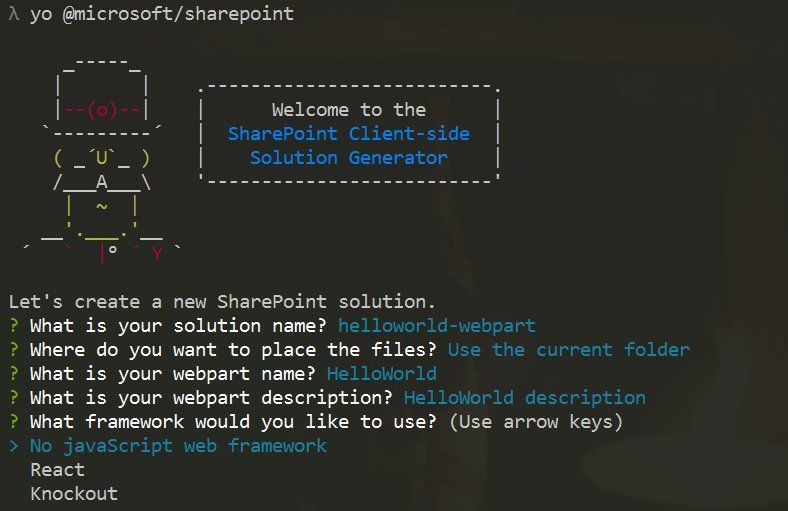 λ yo @microsoft/sharepoint
Welcome to the
SharePoint Client-side
Solution Generator
Let's create a new SharePoint solution.
? What is your solution name? helloworld-webpart
? Where do you want to place the files? Use the current folder
? What is your webpart name? HelloWorld
? What is your webpart description? HelloWorld description
? What framework would you like to use? (Use arrow keys)
> No javaScript web framework
React
Knockout